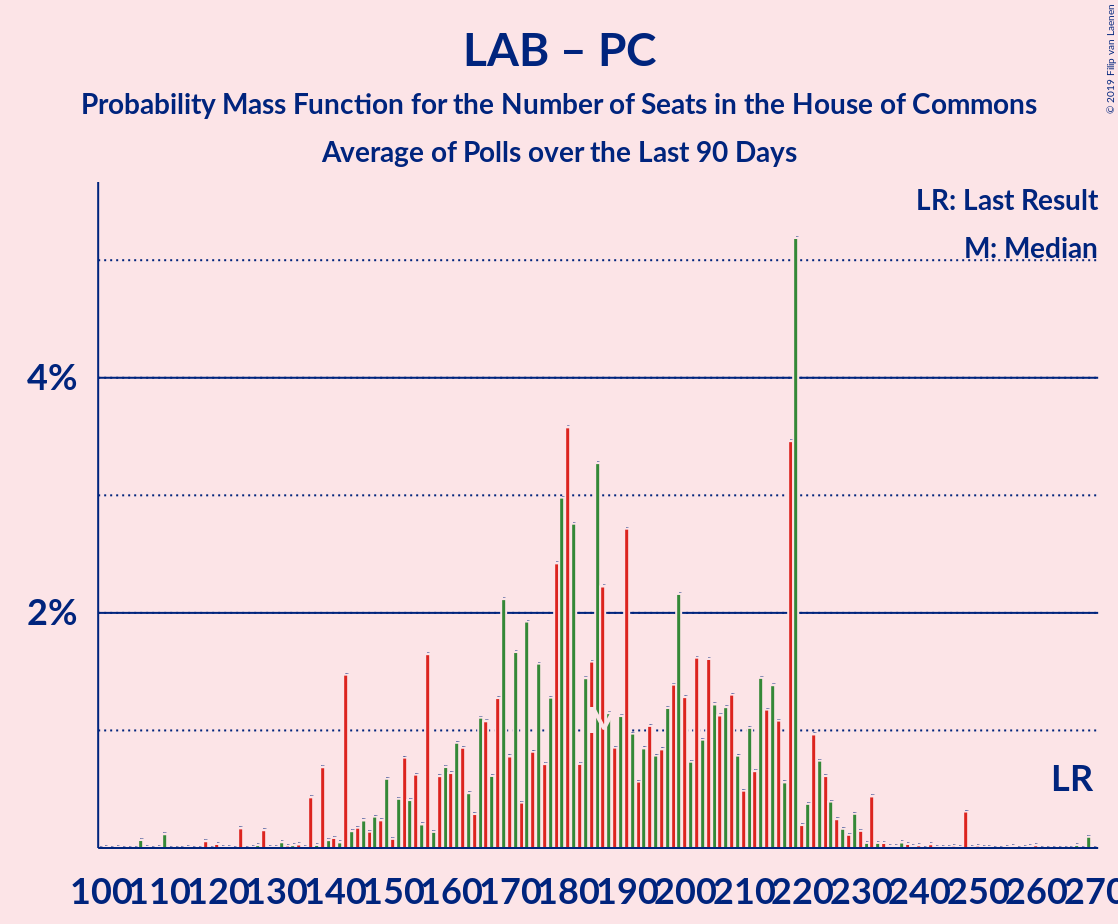 LAB – PC
Probability Mass Function for the Number of Seats in the House of Commons
Average of Polls over the Last 90 Days
© 2019 Filip van Laenen
LR: Last Result
M: Median
4%
2%
M
LR
100 110 120 130 140 150 160 170 180 190 200 210 220 230 240 250 260 270